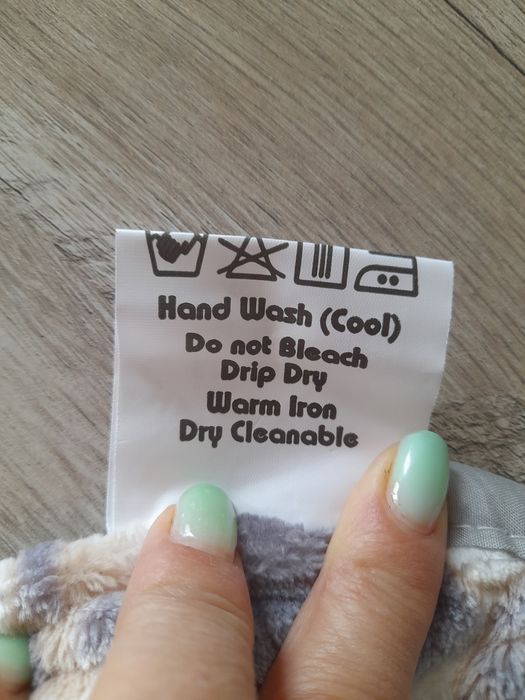 Hand Wash (Cool)
Do not Bleach
Drip Dry
Warm Iron
Dry Cleanable